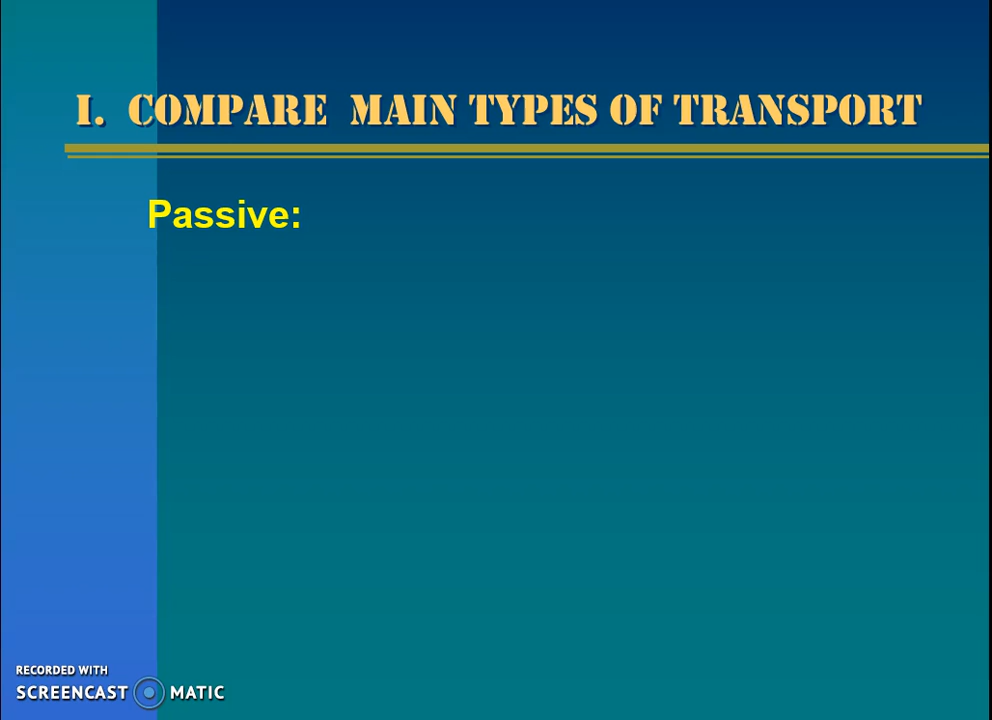 I. COMPARE MAIN TYPES OF TRANSPORT
Passive:
RECORDED WITH
SCREENCAST MATIC